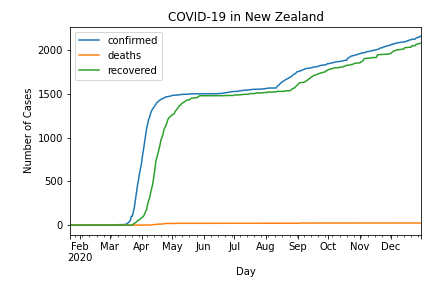 COVID-19 in New Zealand
confirmed
deaths
recovered
Number of Cases
2000
1500
1000
500
0
Feb Mar Apr May Jun Jul Aug Sep Oct Nov Dec
2020
Day